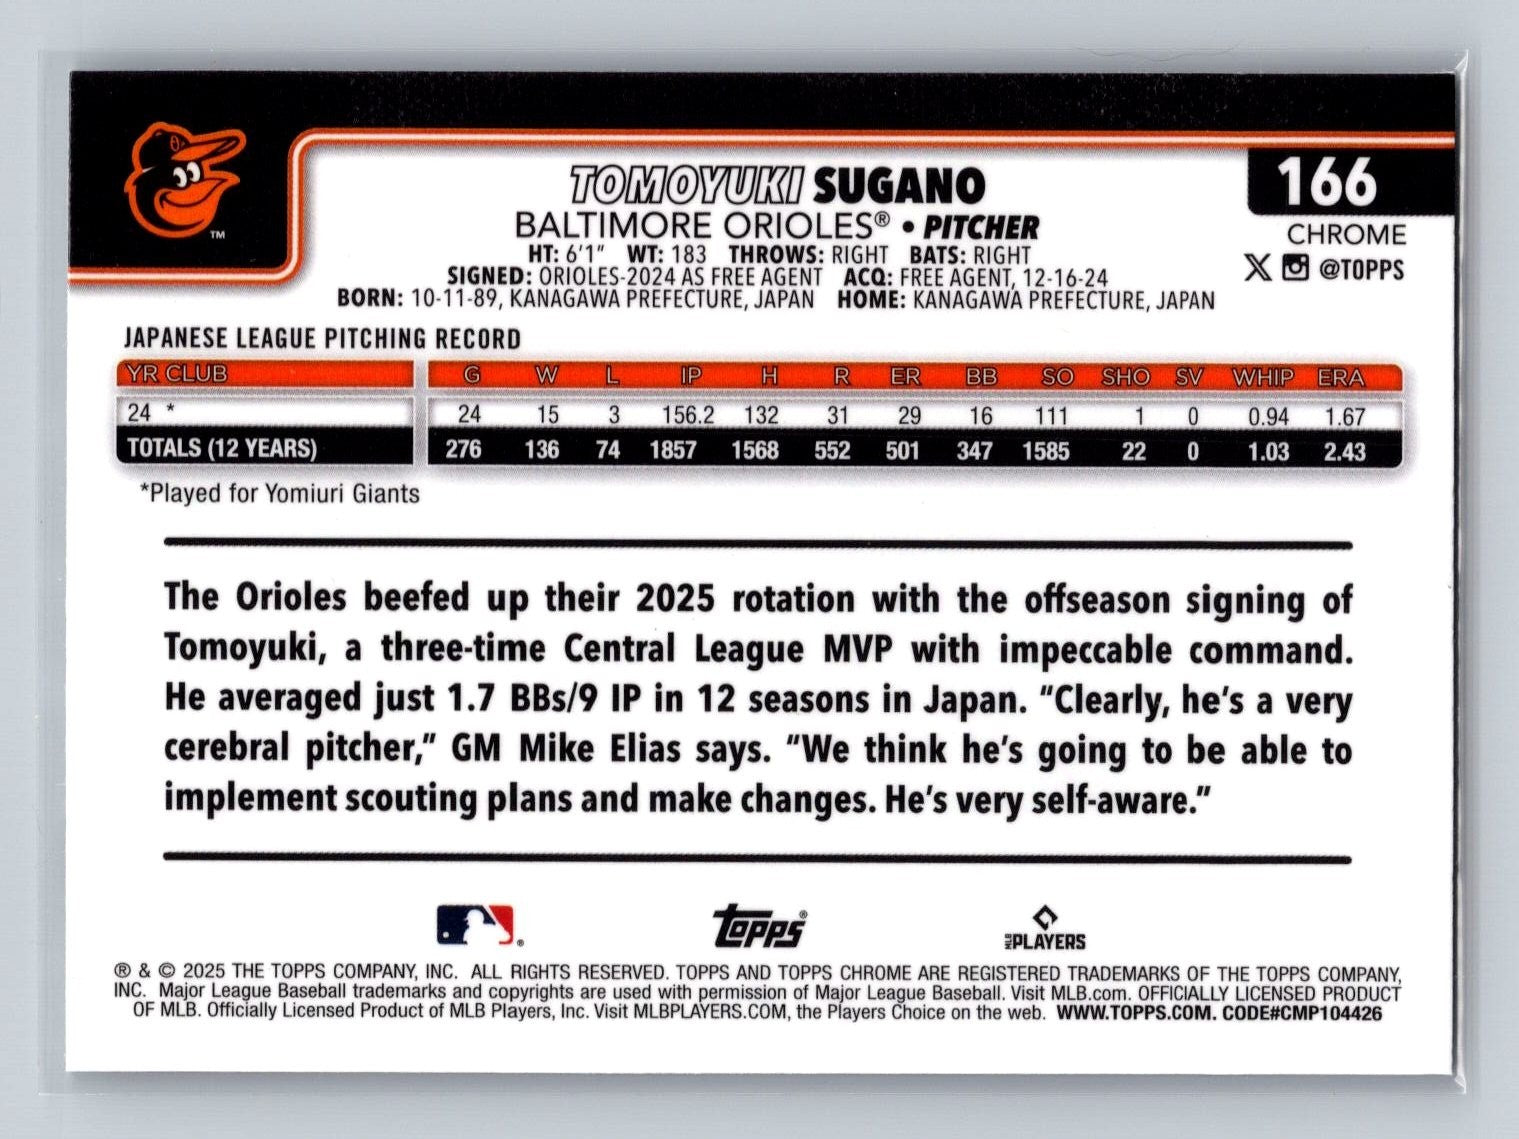 TOMOYUKI SUGANO
166
BALTIMORE ORIOLES® • PITCHER
CHROME
HT: 6'1" WT: 183 THROWS: RIGHT BATS: RIGHT
SIGNED: ORIOLES-2024 AS FREE AGENT ACQ: FREE AGENT, 12-16-24
@TOPPS
BORN: 10-11-89, KANAGAWA PREFECTURE, JAPAN HOME: KANAGAWA PREFECTURE, JAPAN
TM
JAPANESE LEAGUE PITCHING RECORD
YR CLUB G W L IP H R ER BB SO SHO SV WHIP ERA
24 * 24 15 3 156.2 132 31 29 16 111 1 0 0.94 1.67
TOTALS (12 YEARS) 276 136 74 1857 1568 552 501 347 1585 22 0 1.03 2.43
*Played for Yomiuri Giants
The Orioles beefed up their 2025 rotation with the offseason signing of
Tomoyuki, a three-time Central League MVP with impeccable command.
He averaged just 1.7 BBs/9 IP in 12 seasons in Japan. "Clearly, he's a very
cerebral pitcher," GM Mike Elias says. "We think he's going to be able to
implement scouting plans and make changes. He's very self-aware."
Topps®
MLB PLAYERS
® & © 2025 THE TOPPS COMPANY, INC. ALL RIGHTS RESERVED. TOPPS AND TOPPS CHROME ARE REGISTERED TRADEMARKS OF THE TOPPS COMPANY,
INC. Major League Baseball trademarks and copyrights are used with permission of Major League Baseball. Visit MLB.com. OFFICIALLY LICENSED PRODUCT
OF MLB. Officially Licensed Product of MLB Players, Inc. Visit MLBPLAYERS.COM, the Players Choice on the web. WWW.TOPPS.COM. CODE#CMP104426